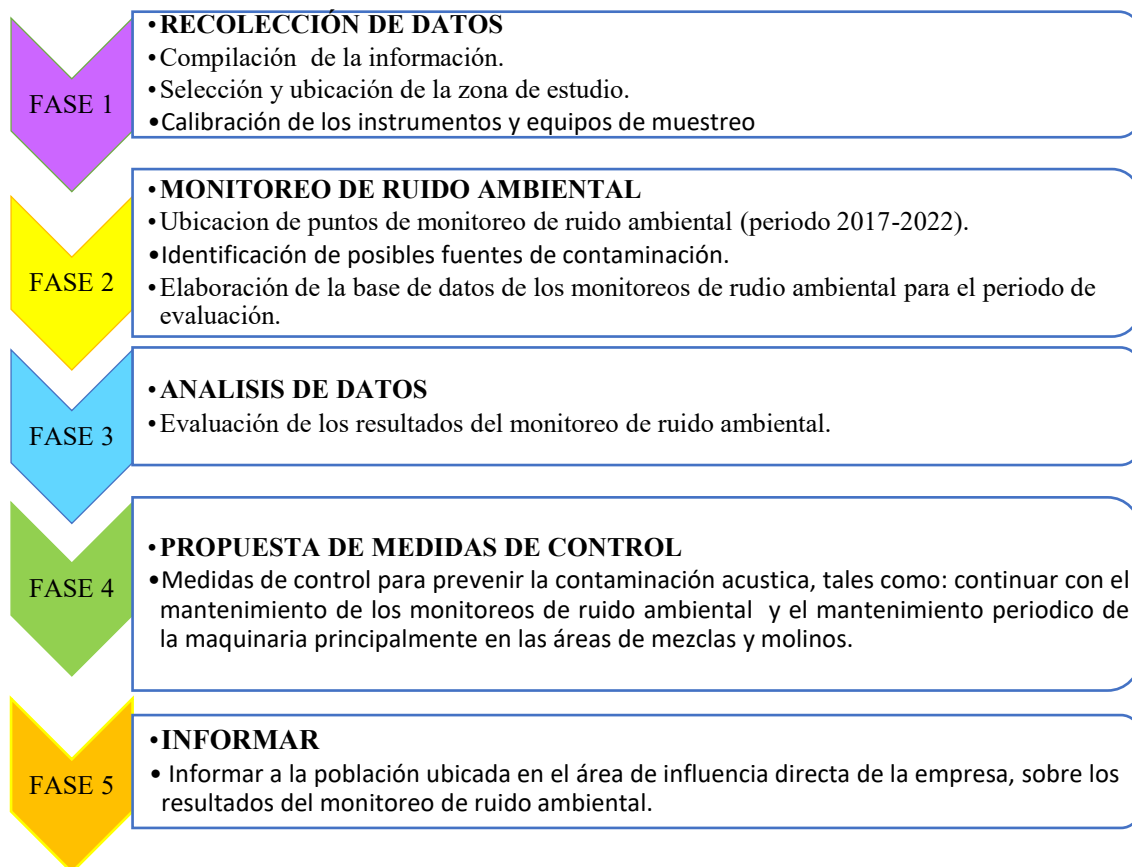 FASE 1
•RECOLECCIÓN DE DATOS
•Compilación de la información.
•Selección y ubicación de la zona de estudio.
•Calibración de los instrumentos y equipos de muestreo
FASE 2
•MONITOREO DE RUIDO AMBIENTAL
•Ubicacion de puntos de monitoreo de ruido ambiental (periodo 2017-2022).
•Identificación de posibles fuentes de contaminación.
•Elaboración de la base de datos de los monitoreos de rudio ambiental para el periodo de
evaluación.
FASE 3
•ANALISIS DE DATOS
•Evaluación de los resultados del monitoreo de ruido ambiental.
FASE 4
•PROPUESTA DE MEDIDAS DE CONTROL
•Medidas de control para prevenir la contaminación acustica, tales como: continuar con el
mantenimiento de los monitoreos de ruido ambiental y el mantenimiento periodico de
la maquinaria principalmente en las áreas de mezclas y molinos.
FASE 5
•INFORMAR
• Informar a la población ubicada en el área de influencia directa de la empresa, sobre los
resultados del monitoreo de ruido ambiental.